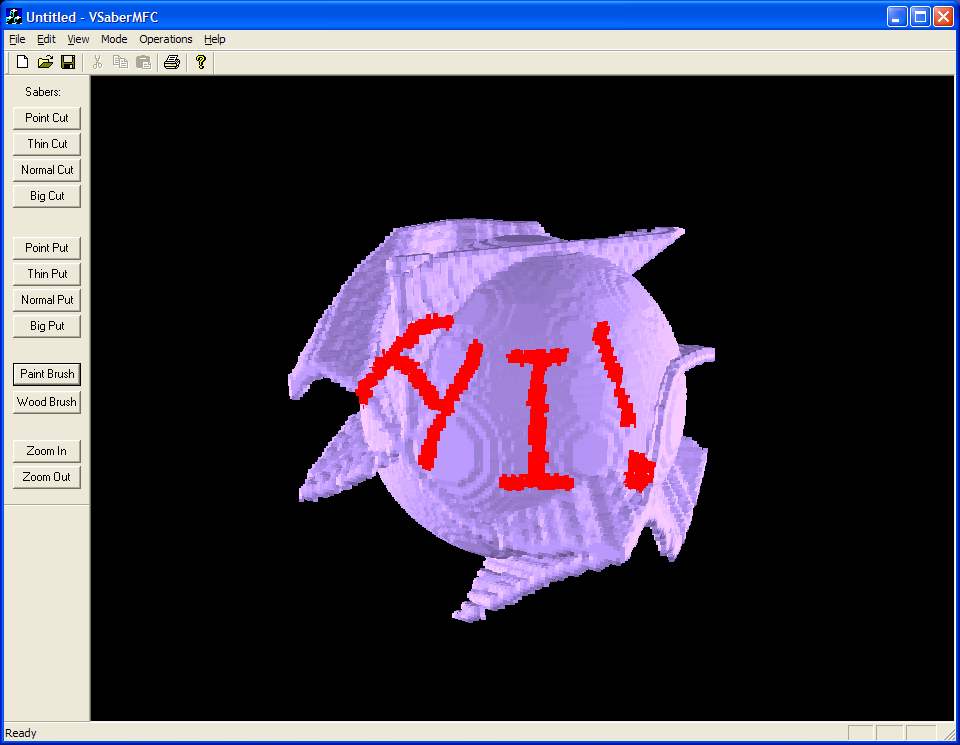 Untitled - VSaberMFC
File Edit View Mode Operations Help
Sabers:
Point Cut
Thin Cut
Normal Cut
Big Cut
Point Put
Thin Put
Normal Put
Big Put
Paint Brush
Wood Brush
Zoom In
Zoom Out
HI!
Ready